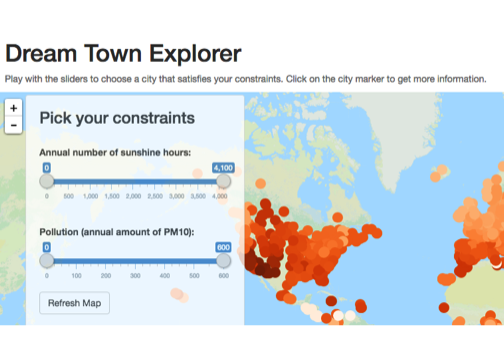 Dream Town Explorer
Play with the sliders to choose a city that satisfies your constraints. Click on the city marker to get more information.
+
-
Pick your constraints
Annual number of sunshine hours:
0 4,100
0 500 1,000 1,500 2,000 2,500 3,000 3,500 4,000
Pollution (annual amount of PM10):
0 600
0 100 200 300 400 500 600
Refresh Map